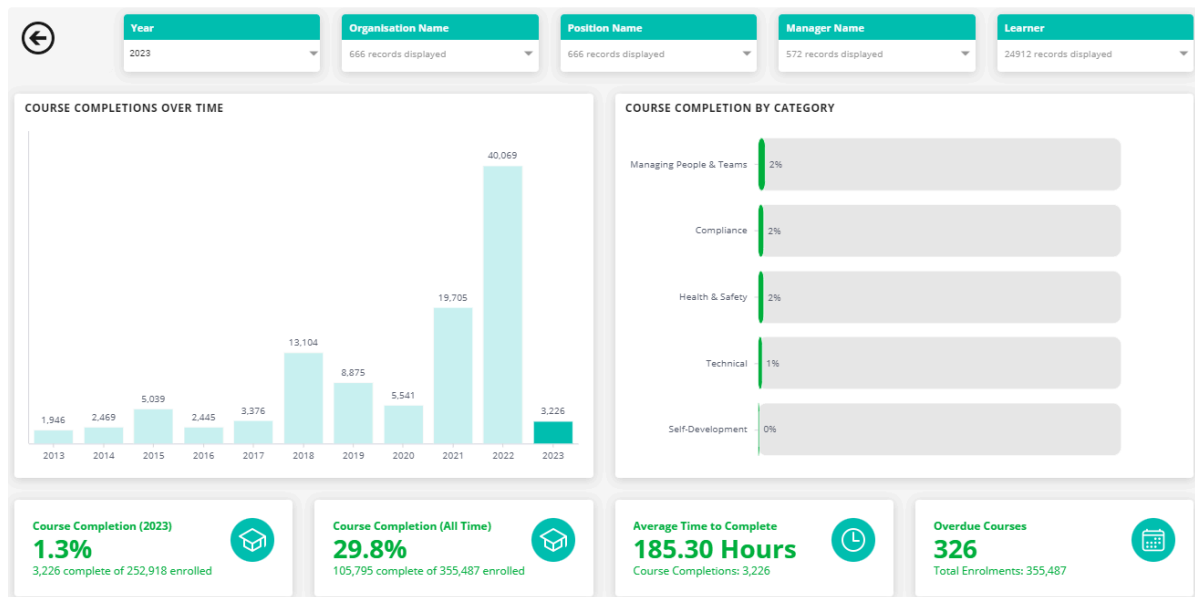 Year
2023
Organisation Name
666 records displayed
Position Name
666 records displayed
Manager Name
572 records displayed
Learner
24912 records displayed
COURSE COMPLETIONS OVER TIME
40,069
19,705
13,104
8,875
5,541
5,039
3,376
3,226
2,469
2,445
1,946
2013 2014 2015 2016 2017 2018 2019 2020 2021 2022 2023
COURSE COMPLETION BY CATEGORY
Managing People & Teams 2%
Compliance 2%
Health & Safety 2%
Technical 1%
Self-Development 0%
Course Completion (2023)
1.3%
3,226 complete of 252,918 enrolled
Course Completion (All Time)
29.8%
105,795 complete of 355,487 enrolled
Average Time to Complete
185.30 Hours
Course Completions: 3,226
Overdue Courses
326
Total Enrolments: 355,487